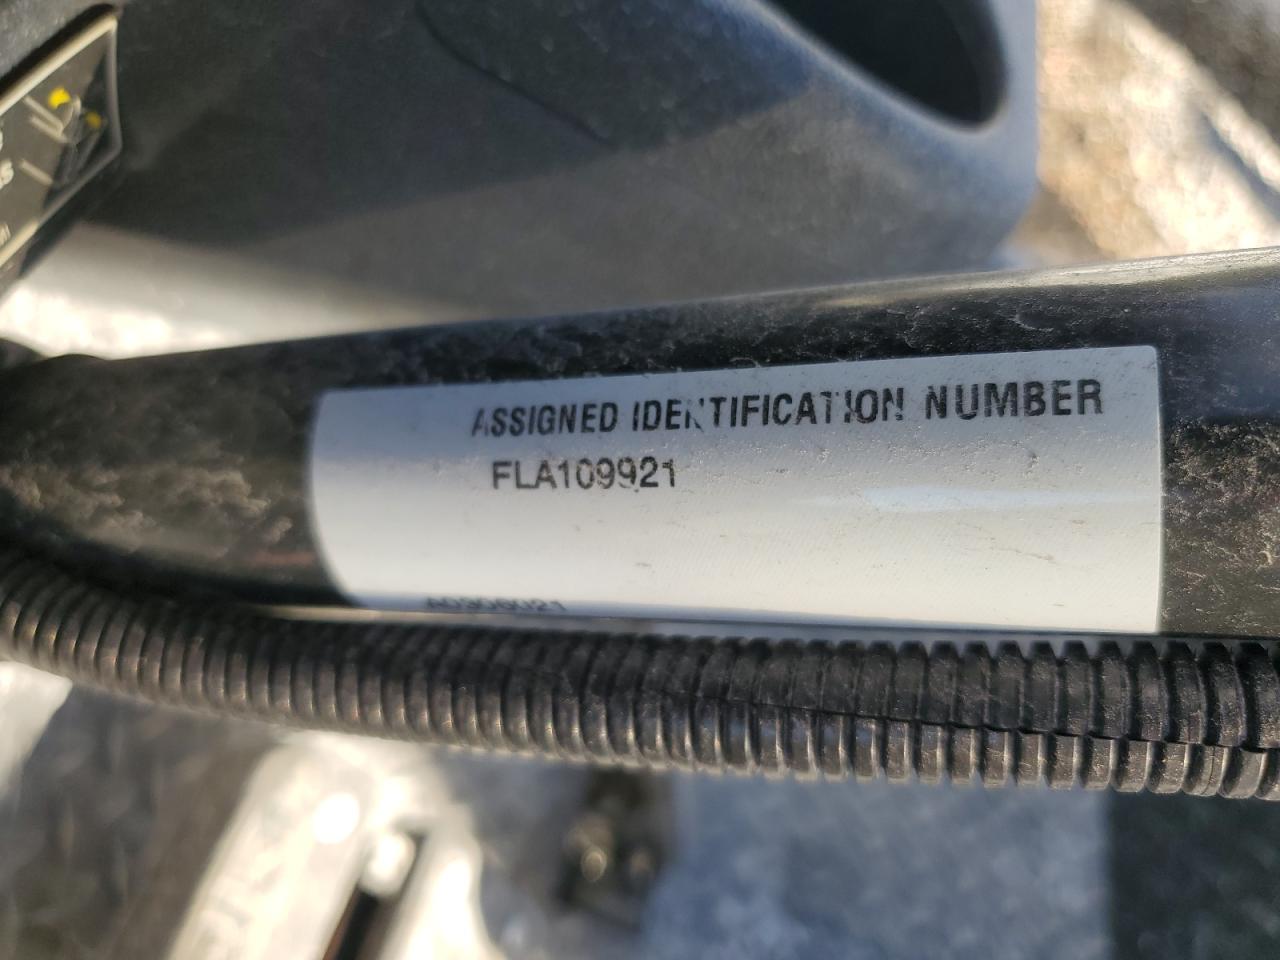 ASSIGNED IDENTIFICATION NUMBER
FLA109921